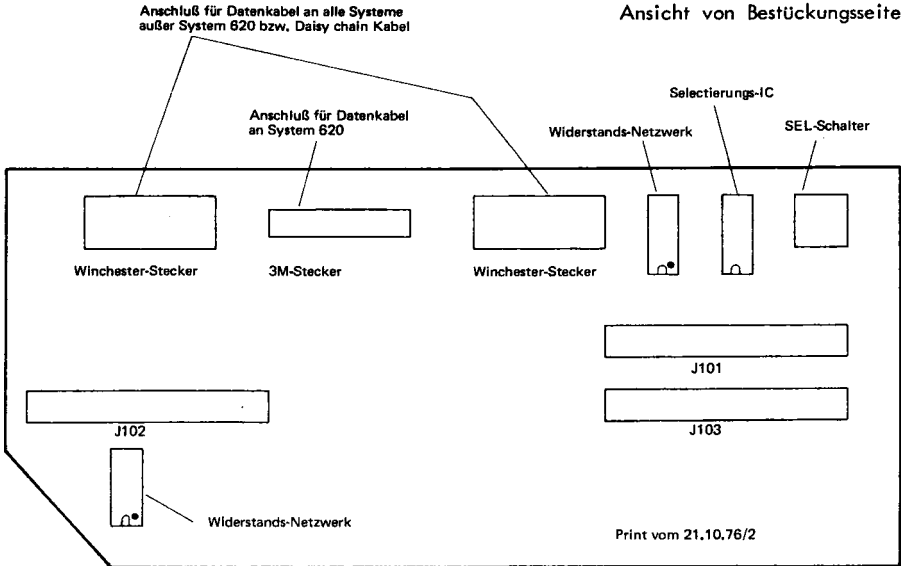 Anschluß für Datenkabel an alle Systeme
außer System 620 bzw. Daisy chain Kabel
Ansicht von Bestückungsseite
Selectierungs-IC
Anschluß für Datenkabel
an System 620
Widerstands-Netzwerk
SEL-Schalter
Winchester-Stecker
3M-Stecker
Winchester-Stecker
J101
J102
J103
Widerstands-Netzwerk
Print vom 21.10.76/2